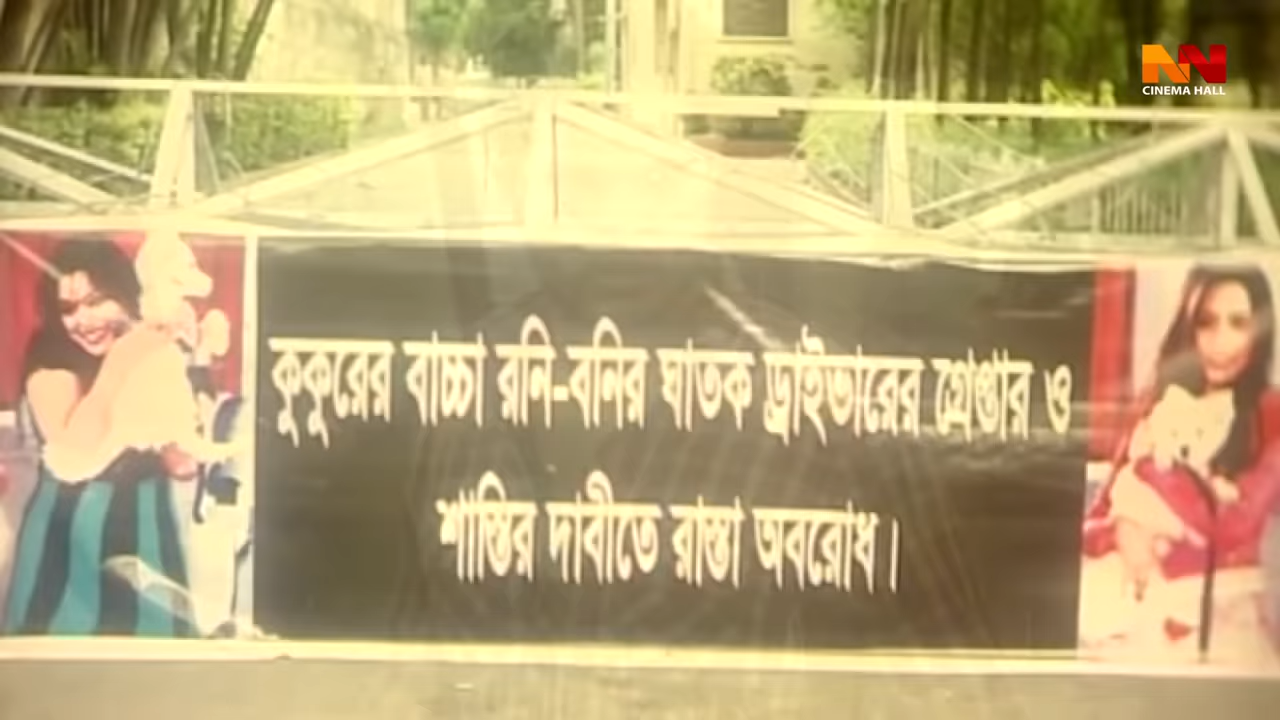 NN
CINEMA HALL
কুকুরের বাচ্চা রনি-বনির ঘাতক ড্রাইভারের গ্রেপ্তার ও
শাস্তির দাবীতে রাস্তা অবরোধ।